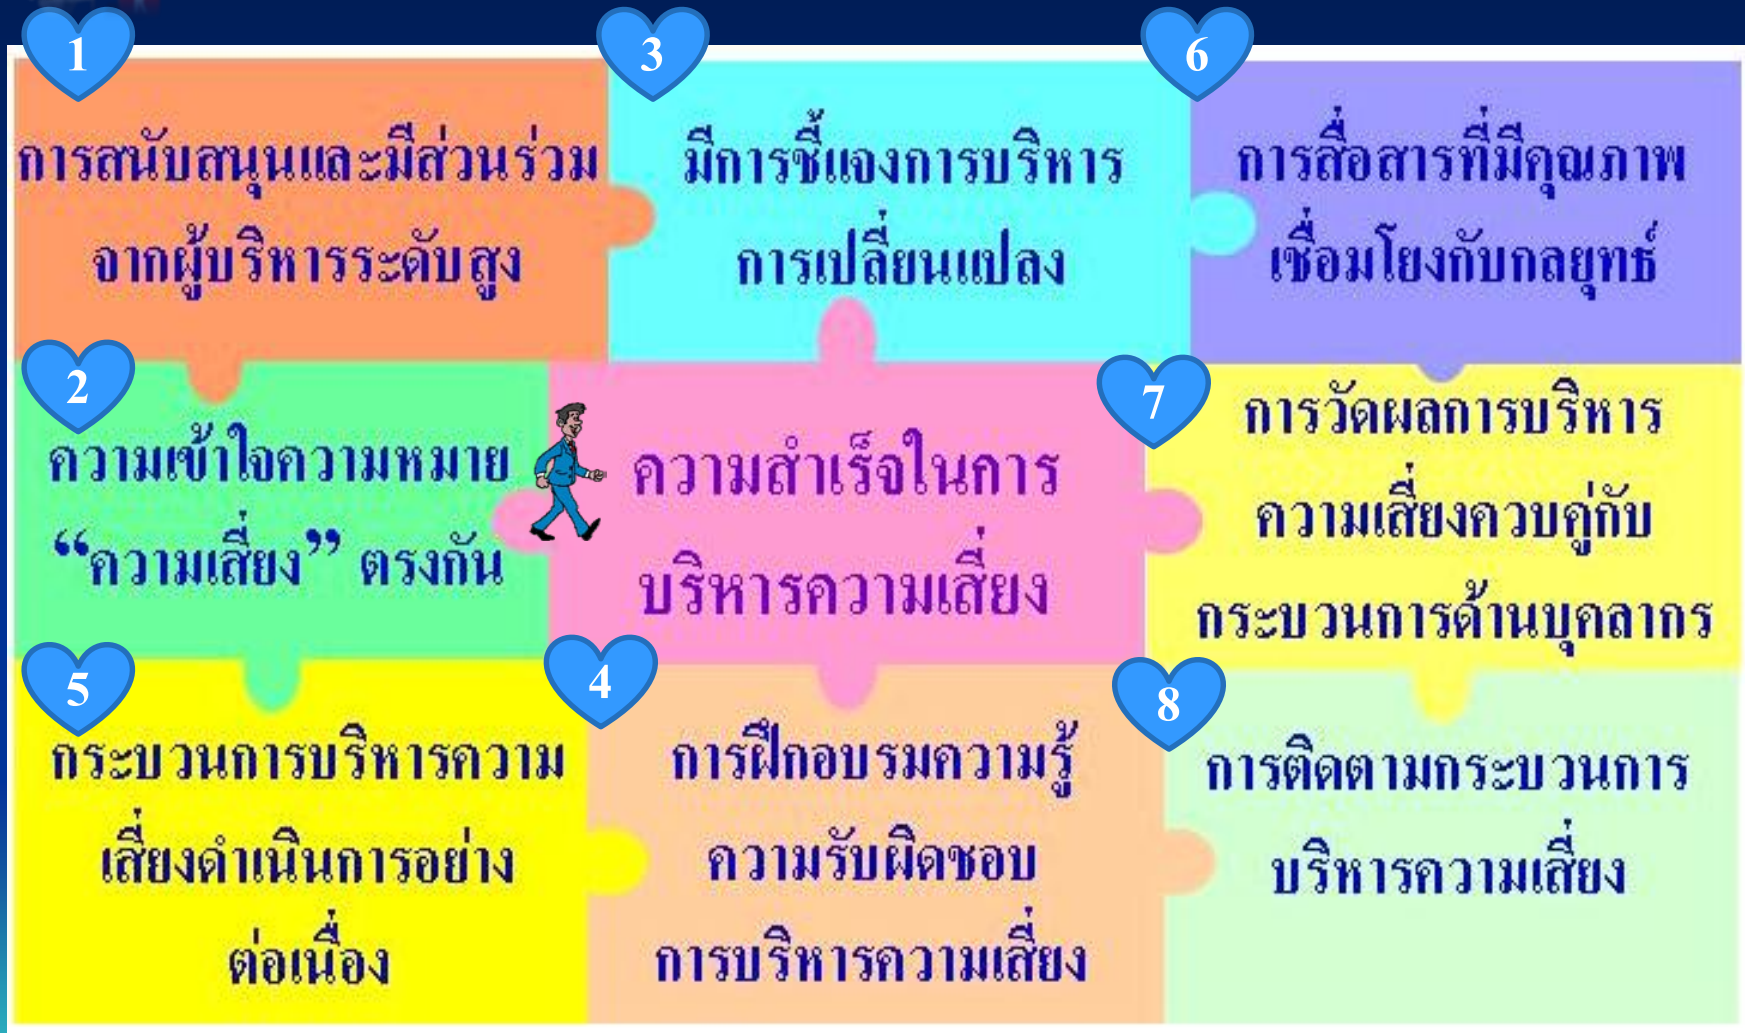 1
การสนับสนุนและมีส่วนร่วม
จากผู้บริหารระดับสูง
3
มีการชี้แจงการบริหาร
การเปลี่ยนแปลง
6
การสื่อสารที่มีคุณภาพ
เชื่อมโยงกับกลยุทธ์
2
ความเข้าใจความหมาย
“ความเสี่ยง” ตรงกัน
ความสำเร็จในการ
บริหารความเสี่ยง
7
การวัดผลการบริหาร
ความเสี่ยงควบคู่กับ
กระบวนการด้านบุคลากร
5
กระบวนการบริหารความ
เสี่ยงดำเนินการอย่าง
ต่อเนื่อง
4
การฝึกอบรมความรู้
ความรับผิดชอบ
การบริหารความเสี่ยง
8
การติดตามกระบวนการ
บริหารความเสี่ยง